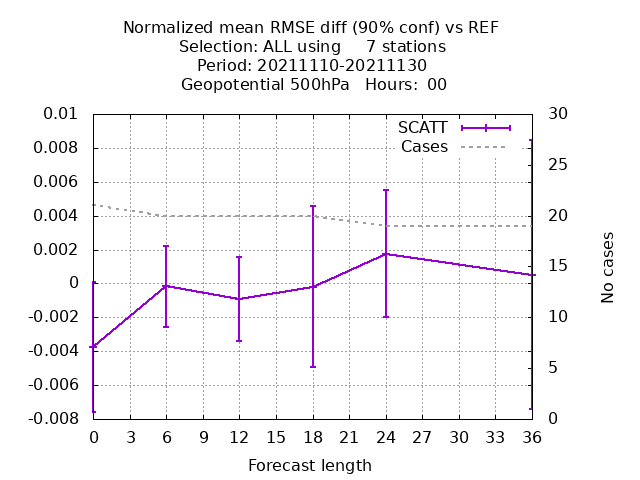 Normalized mean RMSE diff (90% conf) vs REF
Selection: ALL using     7 stations
Period: 20211110-20211130
Geopotential 500hPa   Hours:  00
SCATT
Cases
0.01
0.008
0.006
0.004
0.002
0
-0.002
-0.004
-0.006
-0.008
30
25
20
15
10
5
0
No cases
0 3 6 9 12 15 18 21 24 27 30 33 36
Forecast length